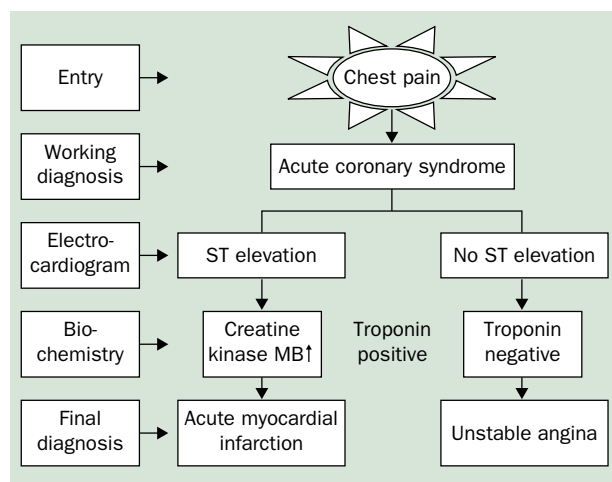 Entry
Chest pain
Working
diagnosis
Acute coronary syndrome
Electro-
cardiogram
ST elevation
No ST elevation
Bio-
chemistry
Creatine
kinase MB↑
Troponin
positive
Troponin
negative
Final
diagnosis
Acute myocardial
infarction
Unstable angina